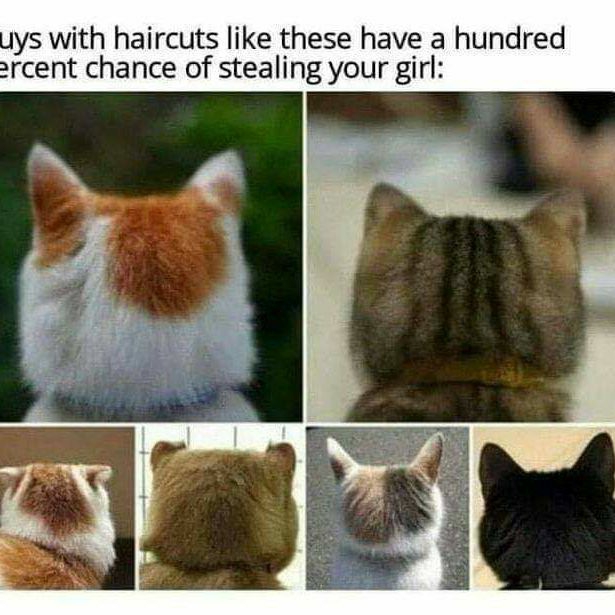 uys with haircuts like these have a hundred
ercent chance of stealing your girl: